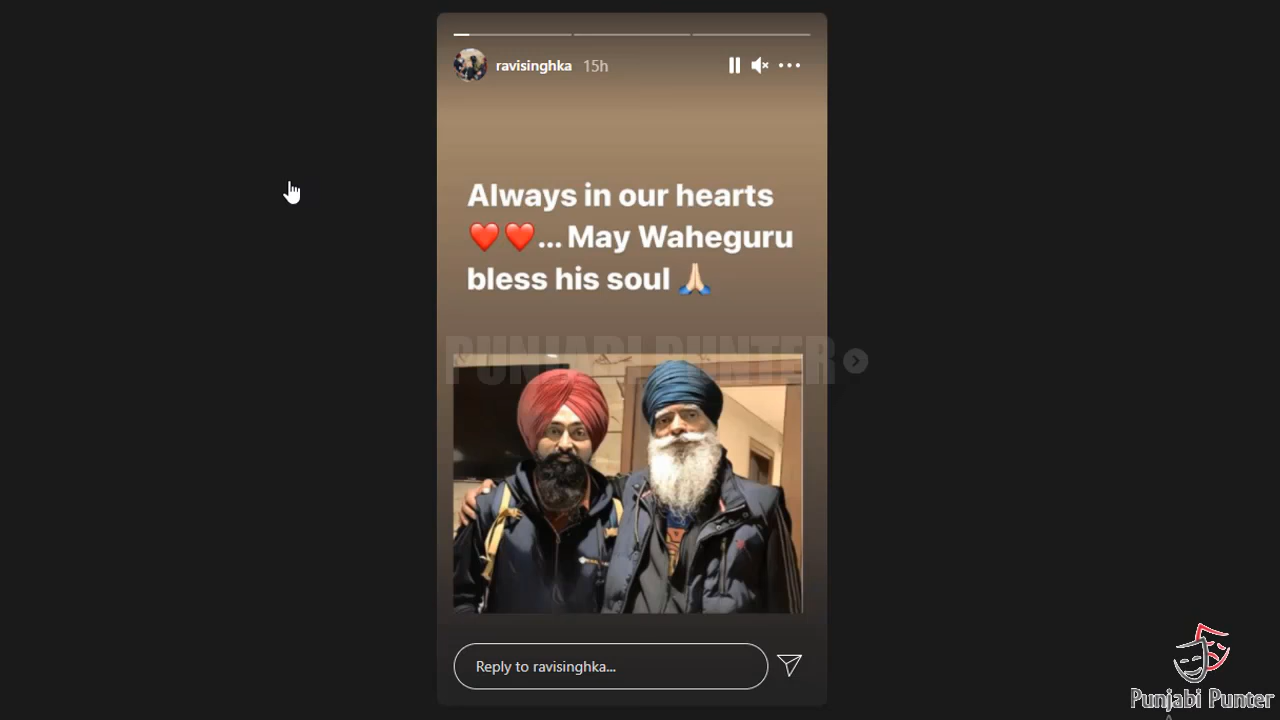 ravisinghka 15h
Always in our hearts
❤️❤️... May Waheguru
bless his soul 🙏🏻
PUNJABI PUNTER
Reply to ravisinghka...
Punjabi Punter